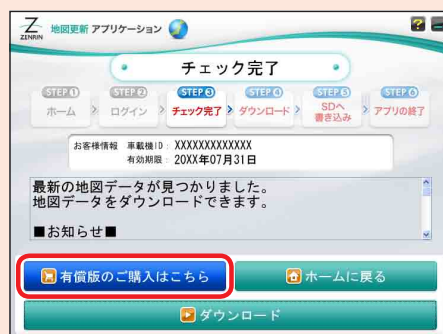 Z ZENRIN 地図更新 アプリケーション
?
チェック完了
STEP① STEP② STEP③ STEP④ STEP⑤ STEP⑥
ホーム ログイン チェック完了 ダウンロード SDへ書き込み アプリの終了
お客様情報 車載機ID : XXXXXXXXXXXXX
有効期限 : 20XX年07月31日
最新の地図データが見つかりました。
地図データをダウンロードできます。
■お知らせ■
有償版のご購入はこちら ホームに戻る
ダウンロード